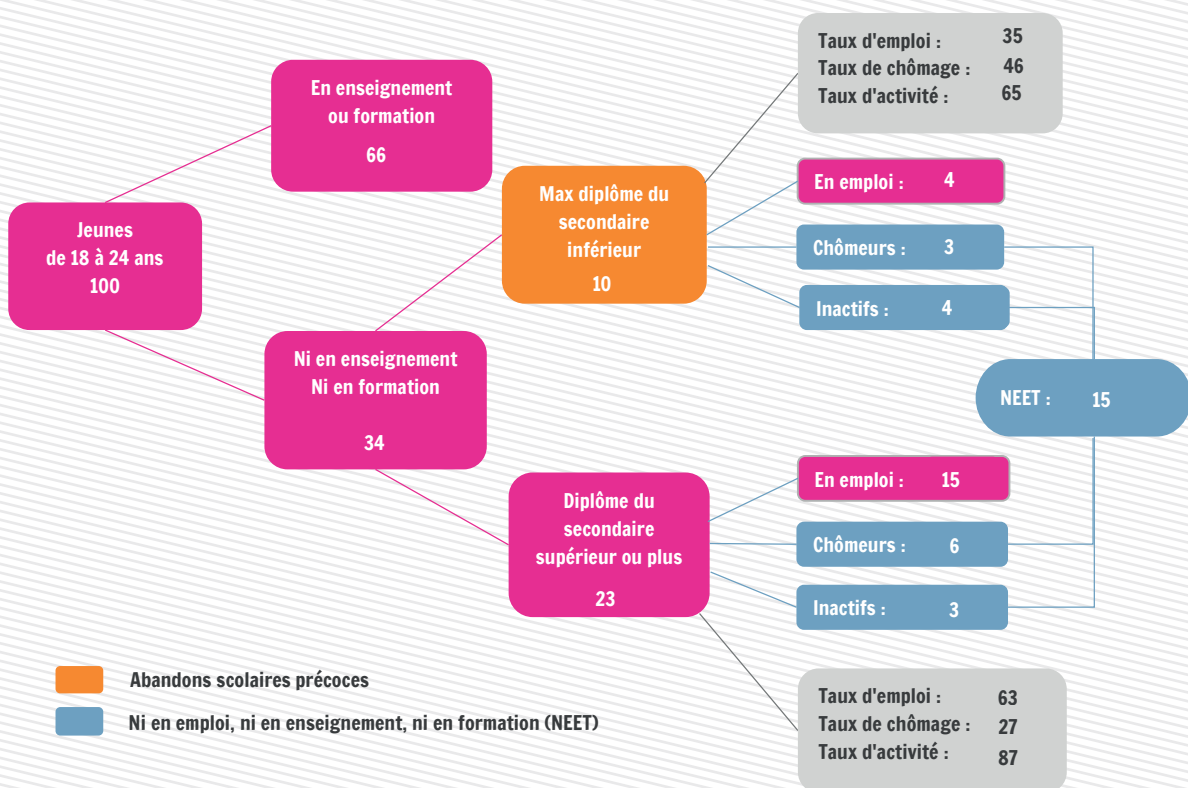 Jeunes
de 18 à 24 ans
100
En enseignement
ou formation
66
Ni en enseignement
Ni en formation
34
Max diplôme du
secondaire
inférieur
10
Taux d'emploi : 35
Taux de chômage : 46
Taux d'activité : 65
En emploi : 4
Chômeurs : 3
Inactifs : 4
NEET : 15
Diplôme du
secondaire
supérieur ou plus
23
En emploi : 15
Chômeurs : 6
Inactifs : 3
Taux d'emploi : 63
Taux de chômage : 27
Taux d'activité : 87
Abandons scolaires précoces
Ni en emploi, ni en enseignement, ni en formation (NEET)